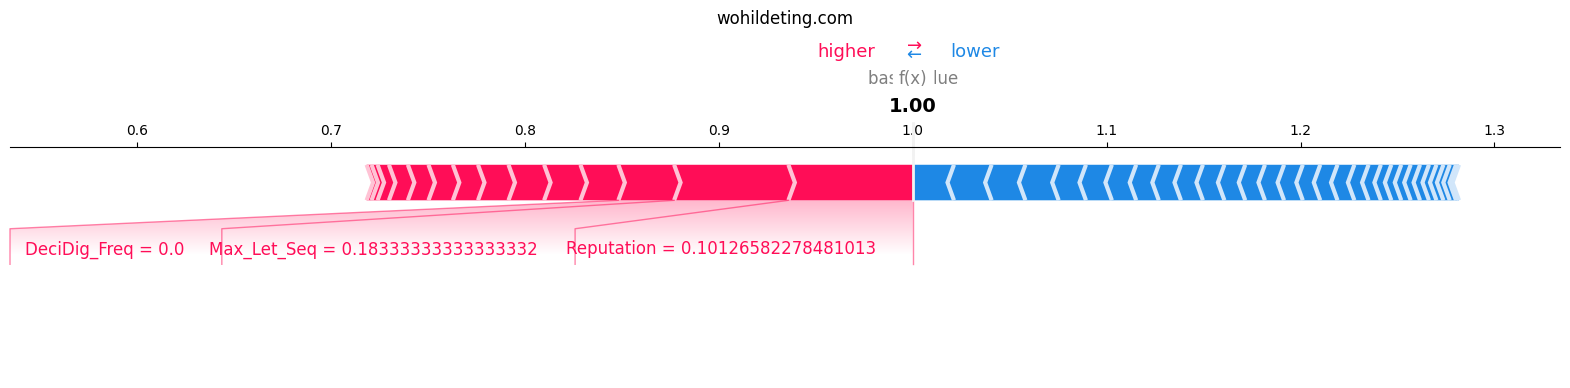 wohildeting.com
higher ⇄ lower
f(x)
1.00
0.6 0.7 0.8 0.9 1.0 1.1 1.2 1.3
DeciDig_Freq = 0.0 Max_Let_Seq = 0.18333333333333332 Reputation = 0.10126582278481013